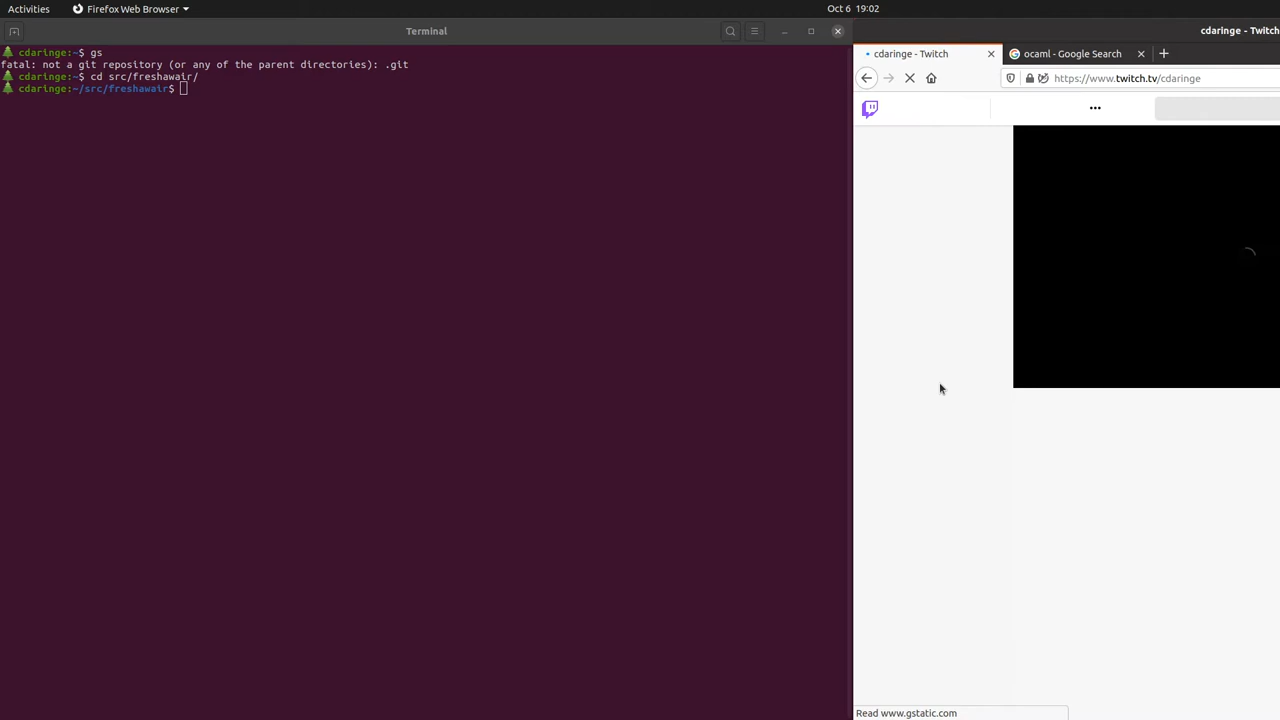 Activities
Firefox Web Browser
Oct 6 19:02
Terminal
cdaringe:~$ gs
fatal: not a git repository (or any of the parent directories): .git
cdaringe:~$ cd src/freshawair/
cdaringe:~/src/freshawair$
cdaringe - Twitch
cdaringe - Twitch
ocaml - Google Search
https://www.twitch.tv/cdaringe
Read www.gstatic.com